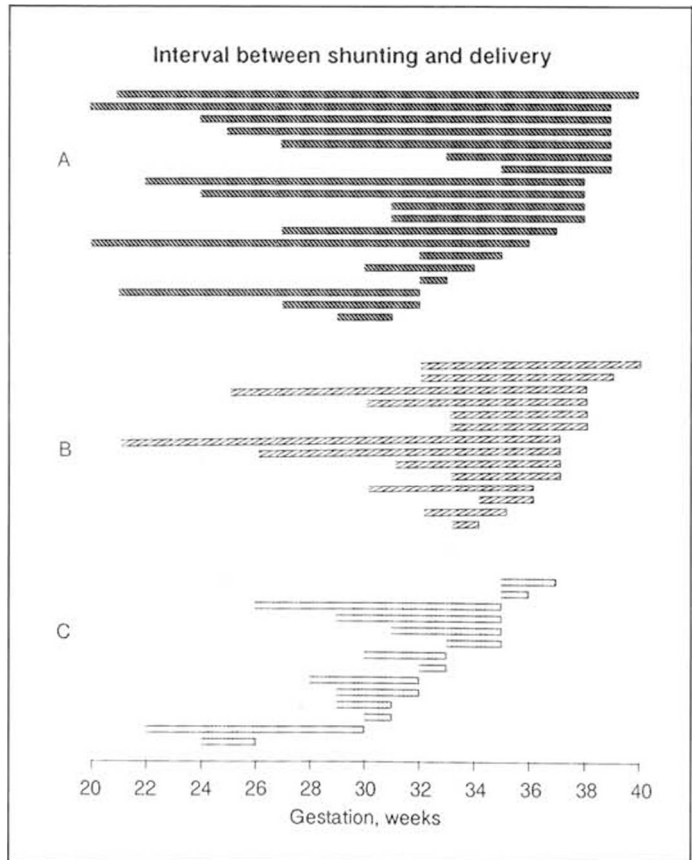 Interval between shunting and delivery
A
B
C
20 22 24 26 28 30 32 34 36 38 40
Gestation, weeks